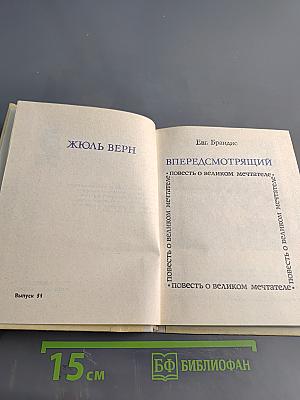 ЖЮЛЬ ВЕРН
Выпуск 51
Евг. Брандис
ВПЕРЕДСМОТРЯЩИЙ
• повесть о великом мечтателе •
повесть о великом мечтателе
повесть о великом мечтателе
• повесть о великом мечтателе •
15 см
БФ БИБЛИОФАН